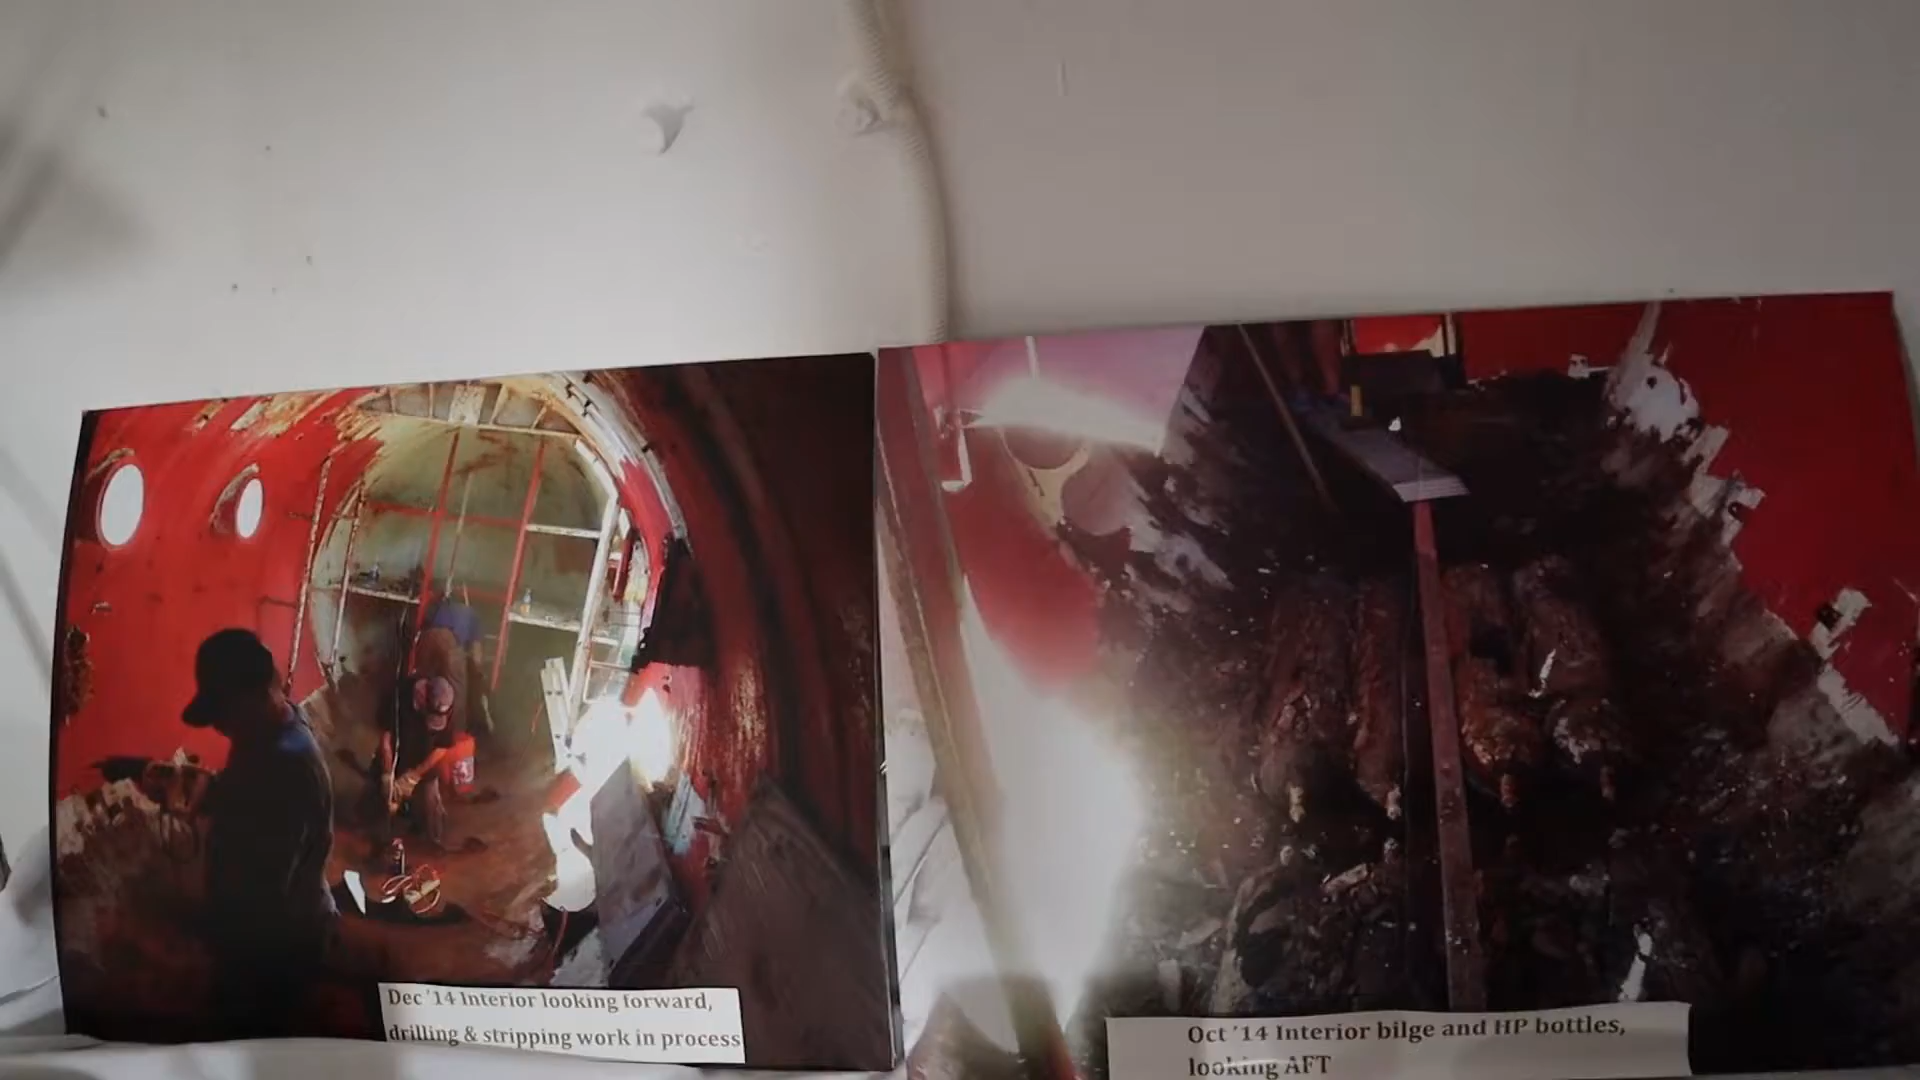 Dec '14 Interior looking forward,
drilling & stripping work in process
Oct '14 Interior bilge and HP bottles,
looking AFT